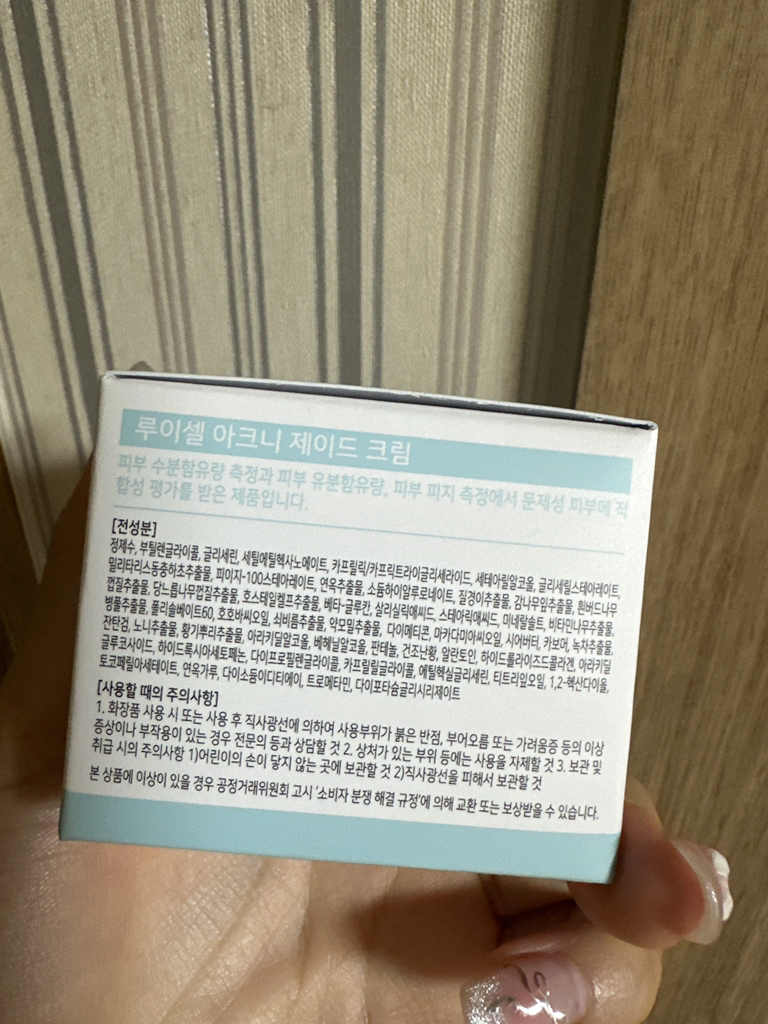 루이셀 아크니 제이드 크림
피부 수분함유량 측정과 피부 유분함유량, 피부 피지 측정에서 문제성 피부에 적
합성 평가를 받은 제품입니다.
[전성분]
정제수, 부틸렌글라이콜, 글리세린, 세틸에틸헥사노에이트, 카프릴릭/카프릭트라이글리세라이드, 세테아릴알코올, 글리세릴스테아레이트,
밀리타리스동충하초추출물, 피이지-100스테아레이트, 연옥추출물, 소듐하이알루로네이트, 질경이추출물, 감나무잎추출물, 흰버드나무
껍질추출물, 당느릅나무껍질추출물, 호스테일켈프추출물, 베타-글루칸, 살리실릭애씨드, 스테아릭애씨드, 미네랄솔트, 비타민나무추출물,
병풀추출물, 폴리솔베이트60, 호호바씨오일, 쇠비름추출물, 약모밀추출물, 다이메티콘, 마카다미아씨오일, 시어버터, 카보머, 녹차추출물,
잔탄검, 노니추출물, 황기뿌리추출물, 아라키딜알코올, 베헤닐알코올, 판테놀, 건조난황, 알란토인, 하이드롤라이즈드콜라겐, 아라키딜
글루코사이드, 하이드록시아세토페논, 다이프로필렌글라이콜, 카프릴릴글라이콜, 에틸헥실글리세린, 티트리잎오일, 1,2-헥산다이올,
토코페릴아세테이트, 연옥가루, 다이소듐이디티에이, 트로메타민, 다이포타슘글리시리제이트
[사용할 때의 주의사항]
1. 화장품 사용 시 또는 사용 후 직사광선에 의하여 사용부위가 붉은 반점, 부어오름 또는 가려움증 등의 이상
증상이나 부작용이 있는 경우 전문의 등과 상담할 것 2. 상처가 있는 부위 등에는 사용을 자제할 것 3. 보관 및
취급 시의 주의사항 1)어린이의 손이 닿지 않는 곳에 보관할 것 2)직사광선을 피해서 보관할 것
본 상품에 이상이 있을 경우 공정거래위원회 고시 '소비자 분쟁 해결 규정'에 의해 교환 또는 보상받을 수 있습니다.